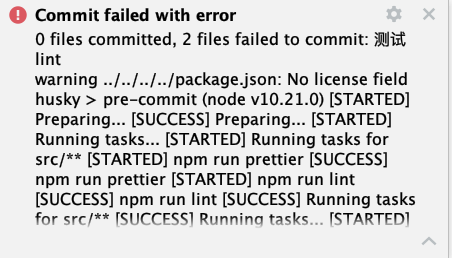 Commit failed with error
0 files committed, 2 files failed to commit: 测试
lint
warning ../../../../package.json: No license field
husky > pre-commit (node v10.21.0) [STARTED]
Preparing... [SUCCESS] Preparing... [STARTED]
Running tasks... [STARTED] Running tasks for
src/** [STARTED] npm run prettier [SUCCESS]
npm run prettier [STARTED] npm run lint
[SUCCESS] npm run lint [SUCCESS] Running tasks
for src/** [SUCCESS] Running tasks... [STARTED]